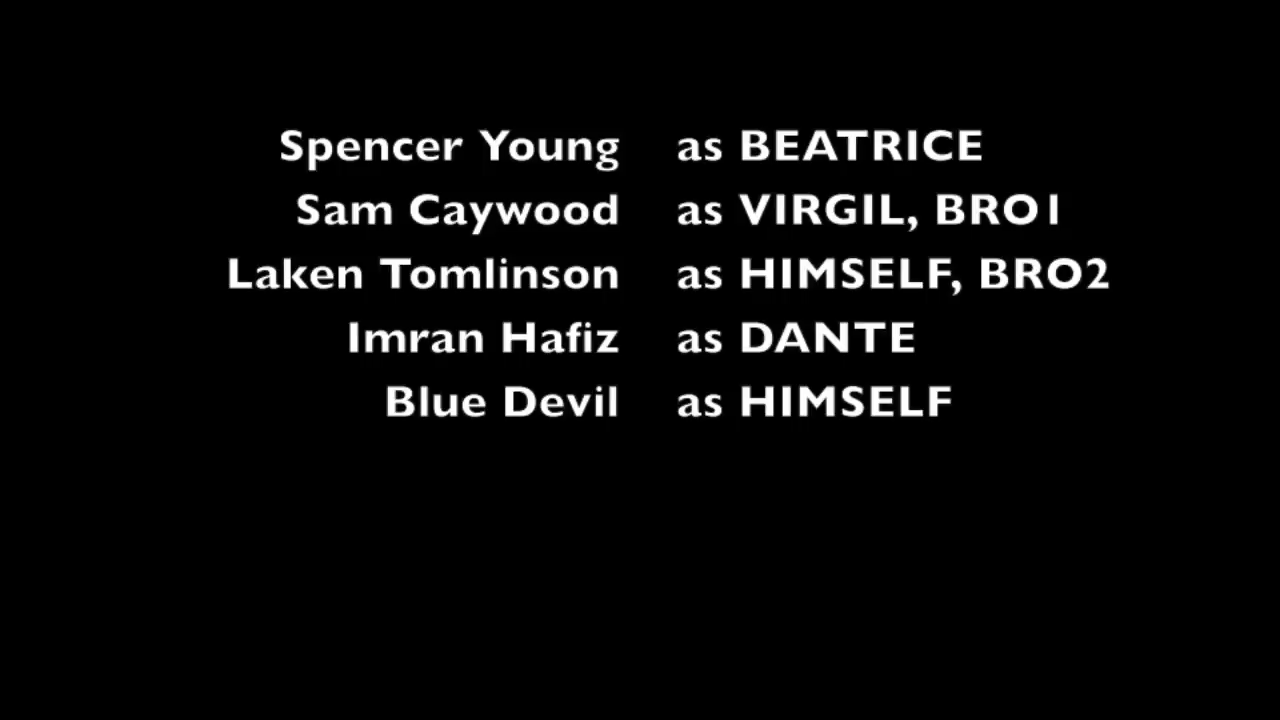 Spencer Young as BEATRICE
Sam Caywood as VIRGIL, BRO1
Laken Tomlinson as HIMSELF, BRO2
Imran Hafiz as DANTE
Blue Devil as HIMSELF